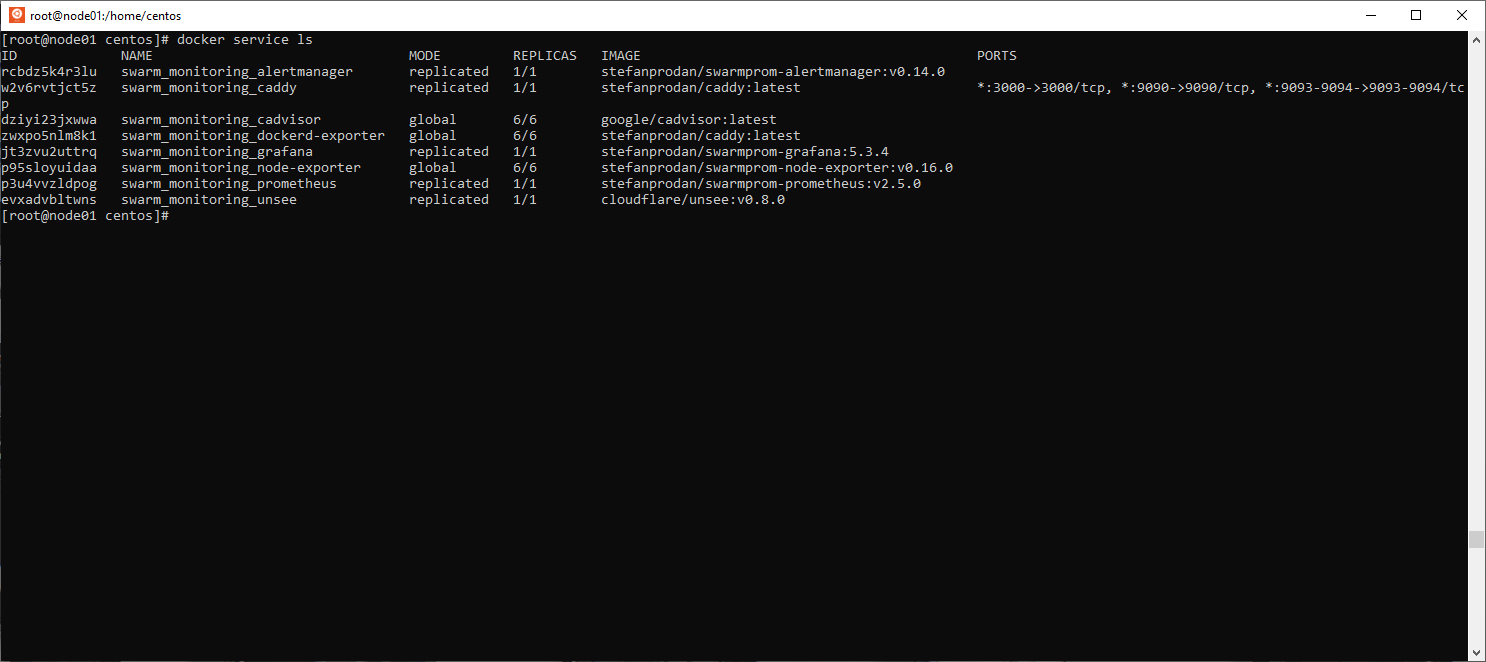 root@node01:/home/centos
[root@node01 centos]# docker service ls
ID             NAME                                MODE         REPLICAS   IMAGE                                          PORTS
rcbdz5k4r3lu   swarm_monitoring_alertmanager       replicated   1/1        stefanprodan/swarmprom-alertmanager:v0.14.0
w2v6rvtjct5z   swarm_monitoring_caddy              replicated   1/1        stefanprodan/caddy:latest                      *:3000->3000/tcp, *:9090->9090/tcp, *:9093-9094->9093-9094/tc
p
dziyi23jxwwa   swarm_monitoring_cadvisor           global       6/6        google/cadvisor:latest
zwxpo5nlm8k1   swarm_monitoring_dockerd-exporter   global       6/6        stefanprodan/caddy:latest
jt3zvu2uttrq   swarm_monitoring_grafana            replicated   1/1        stefanprodan/swarmprom-grafana:5.3.4
p95sloyuidaa   swarm_monitoring_node-exporter      global       6/6        stefanprodan/swarmprom-node-exporter:v0.16.0
p3u4vvzldpog   swarm_monitoring_prometheus         replicated   1/1        stefanprodan/swarmprom-prometheus:v2.5.0
evxadvbltwns   swarm_monitoring_unsee              replicated   1/1        cloudflare/unsee:v0.8.0
[root@node01 centos]#